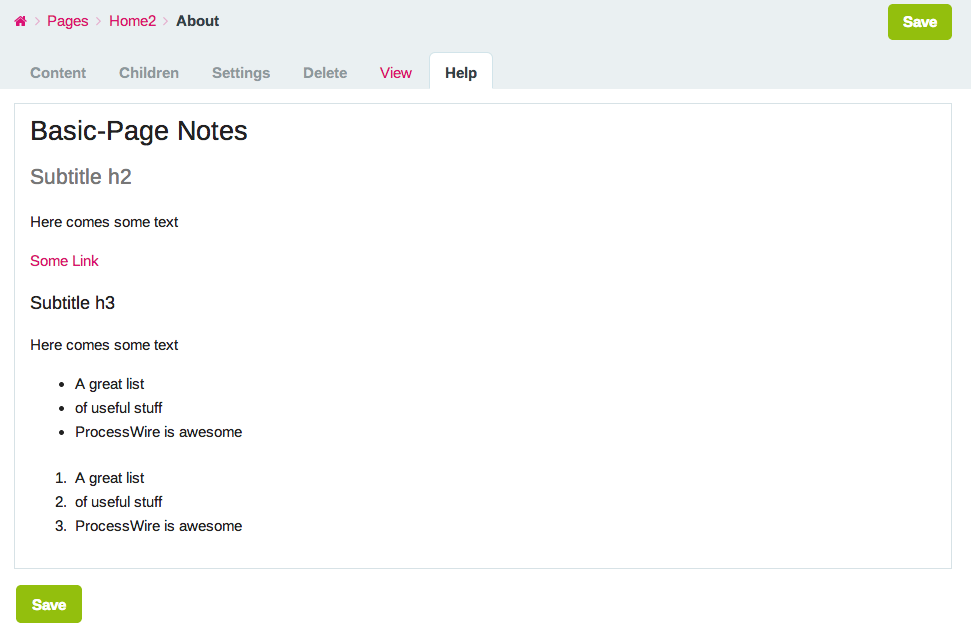 Pages > Home2 > About
Save
Content Children Settings Delete View Help
Basic-Page Notes
Subtitle h2
Here comes some text
Some Link
Subtitle h3
Here comes some text
• A great list
• of useful stuff
• ProcessWire is awesome
1. A great list
2. of useful stuff
3. ProcessWire is awesome
Save